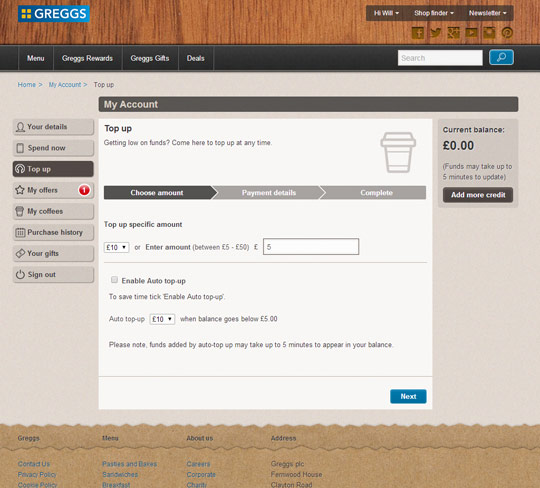 GREGGS
Hi Will
Shop finder
Newsletter
Menu
Greggs Rewards
Greggs Gifts
Deals
Search
Home > My Account > Top up
My Account
Your details
Spend now
Top up
My offers 1
My coffees
Purchase history
Your gifts
Sign out
Top up
Getting low on funds? Come here to top up at any time.
Choose amount
Payment details
Complete
Top up specific amount
£10 or Enter amount (between £5 - £50) £ 5
Enable Auto top-up
To save time tick 'Enable Auto top-up'.
Auto top-up £10 when balance goes below £5.00
Please note, funds added by auto-top up may take up to 5 minutes to appear in your balance.
Next
Current balance:
£0.00
(Funds may take up to
5 minutes to update)
Add more credit
Greggs
Menu
About us
Address
Contact Us
Pasties and Bakes
Careers
Greggs plc
Privacy Policy
Sandwiches
Corporate
Fernwood House
Cookie Policy
Breakfast
Charity
Clayton Road